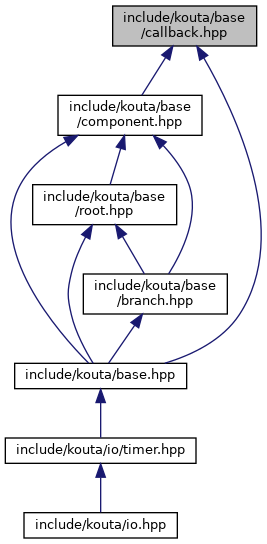 include/kouta/base
/callback.hpp
include/kouta/base
/component.hpp
include/kouta/base
/root.hpp
include/kouta/base
/branch.hpp
include/kouta/base.hpp
include/kouta/io/timer.hpp
include/kouta/io.hpp